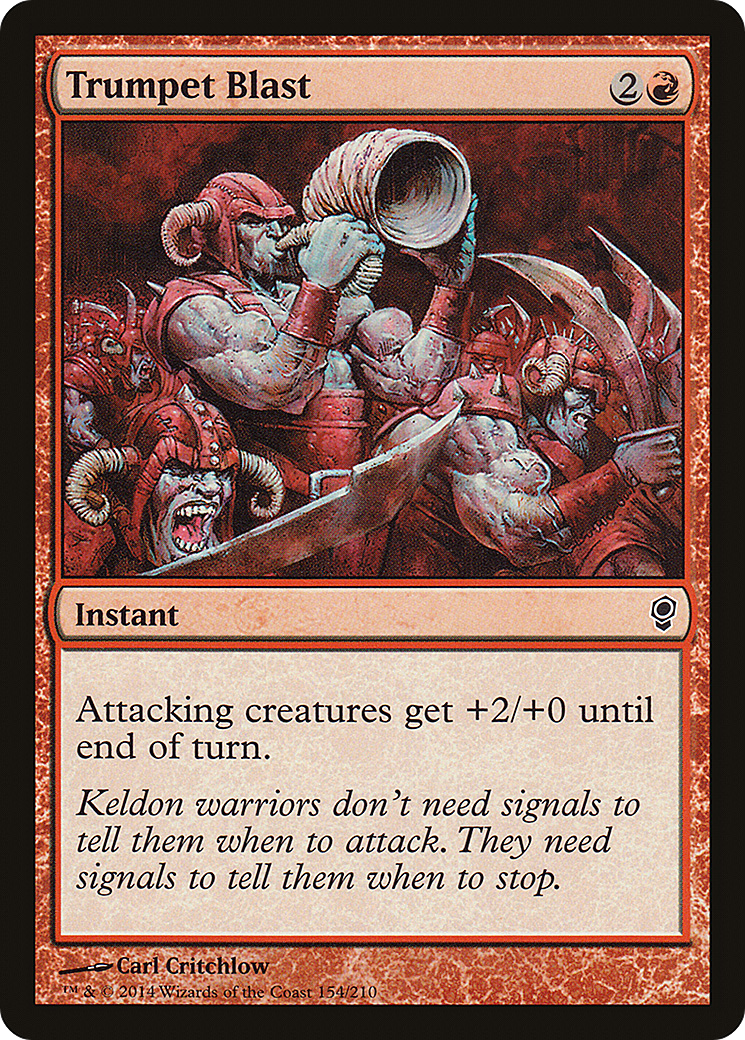 Trumpet Blast 2
Instant
Attacking creatures get +2/+0 until
end of turn.
Keldon warriors don't need signals to
tell them when to attack. They need
signals to tell them when to stop.
Carl Critchlow
™ & © 2014 Wizards of the Coast 154/210